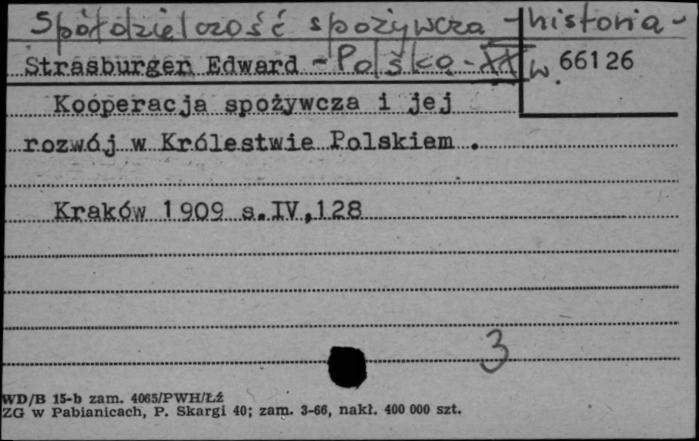 Spółdzielczość spożywcza - historia -
Strasburger Edward - Polska - XX w. 66126
Kooperacja spożywcza i jej
rozwój w Królestwie Polskiem .
Kraków 1909 s.IV,128
3
WD/B 15-b zam. 4065/PWH/Łź
ZG w Pabianicach, P. Skargi 40; zam. 3-66, nakł. 400 000 szt.